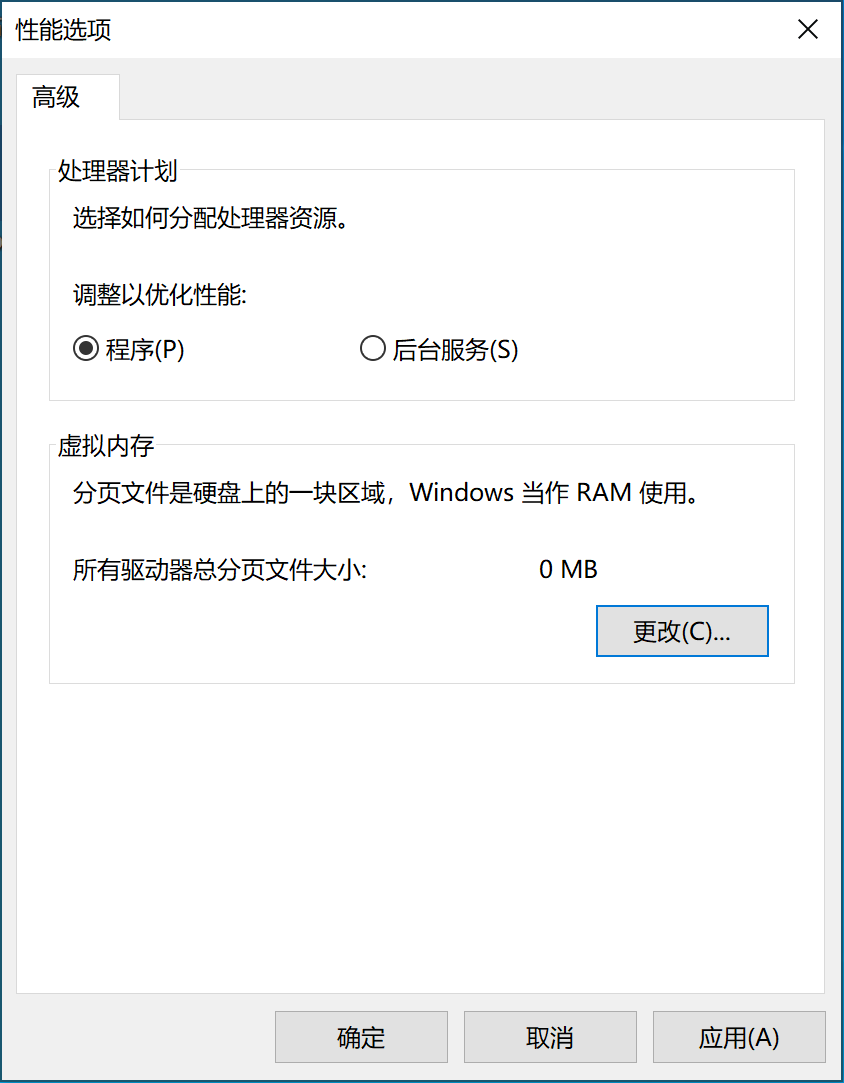 性能选项
高级
处理器计划
选择如何分配处理器资源。
调整以优化性能:
程序(P)
后台服务(S)
虚拟内存
分页文件是硬盘上的一块区域，Windows 当作 RAM 使用。
所有驱动器总分页文件大小:
0 MB
更改(C)...
确定
取消
应用(A)